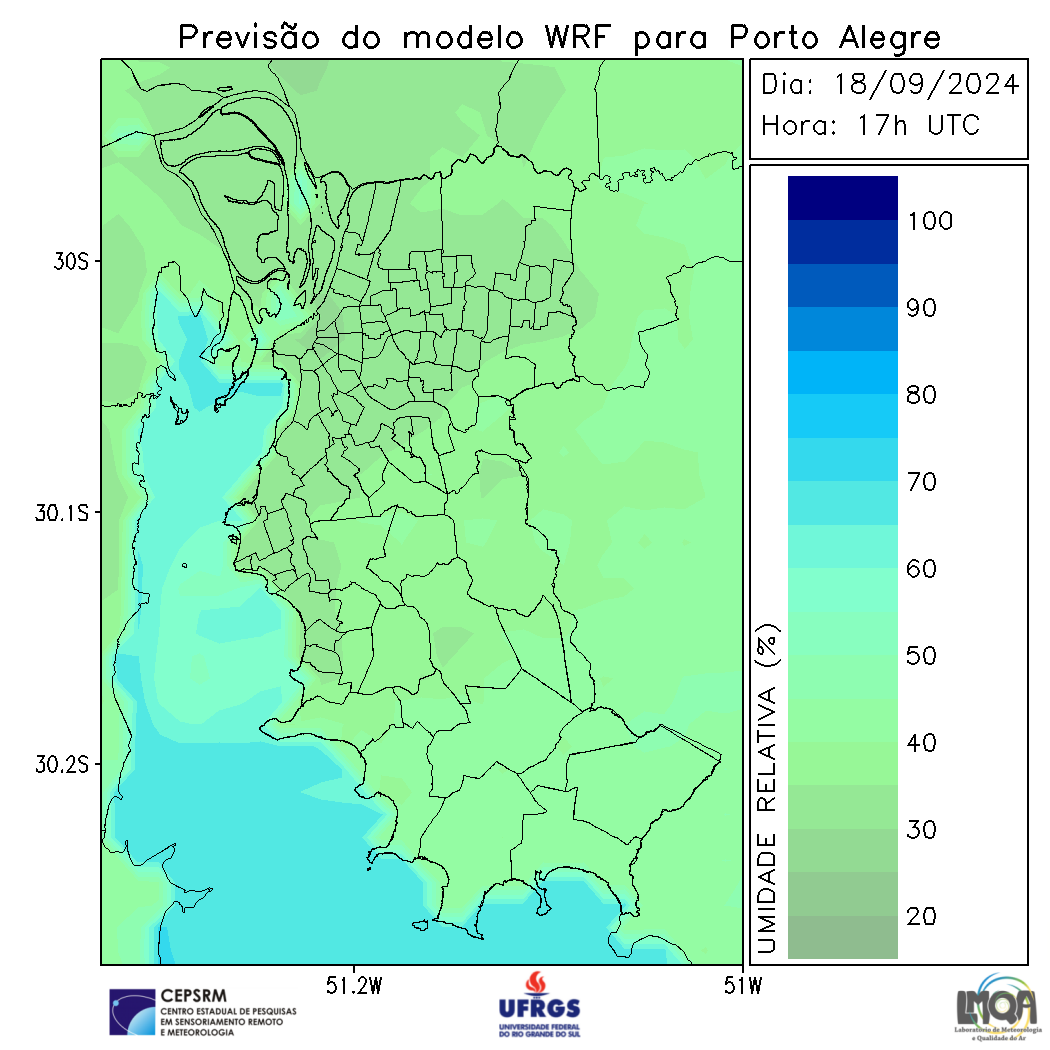 Previsão do modelo WRF para Porto Alegre
Dia: 18/09/2024
Hora: 17h UTC
30S
30.1S
30.2S
51.2W
51W
UMIDADE RELATIVA (%)
100
90
80
70
60
50
40
30
20
CEPSRM
CENTRO ESTADUAL DE PESQUISAS
EM SENSORIAMENTO REMOTO
E METEOROLOGIA
UFRGS
UNIVERSIDADE FEDERAL
DO RIO GRANDE DO SUL
LMQA
Laboratório de Meteorologia
e Qualidade do Ar